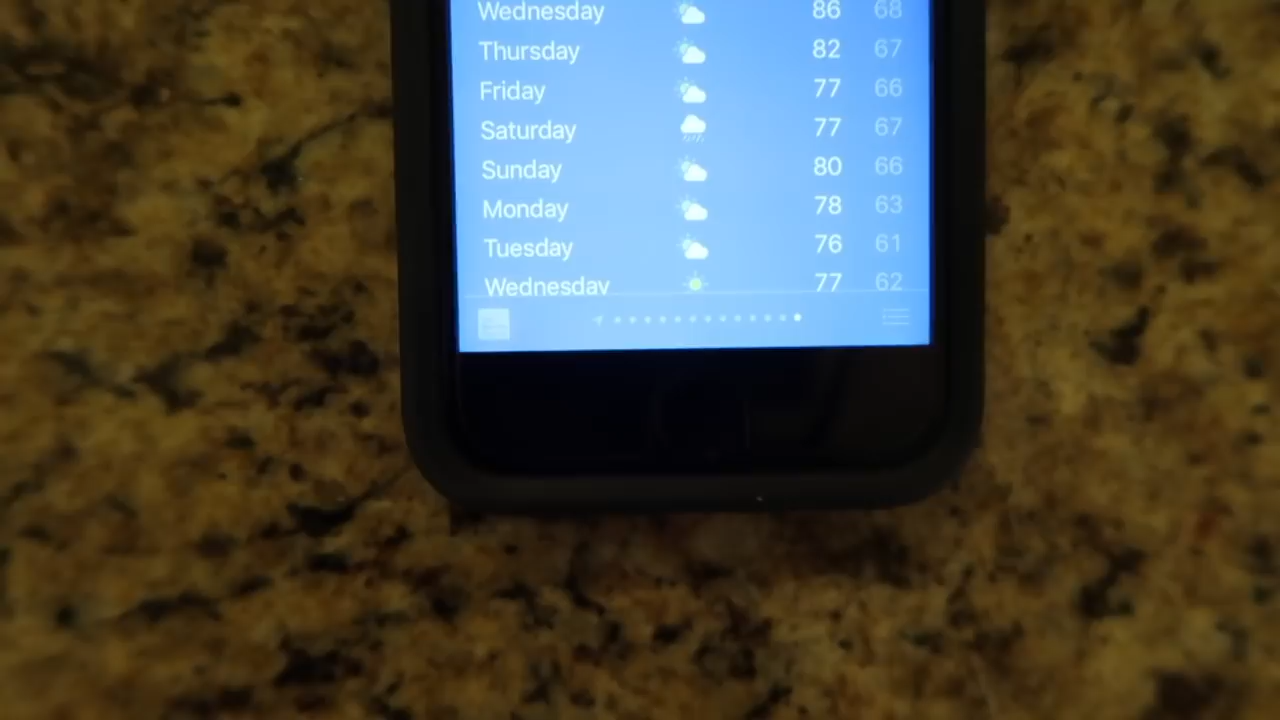 Wednesday 86 68
Thursday 82 67
Friday 77 66
Saturday 77 67
Sunday 80 66
Monday 78 63
Tuesday 76 61
Wednesday 77 62